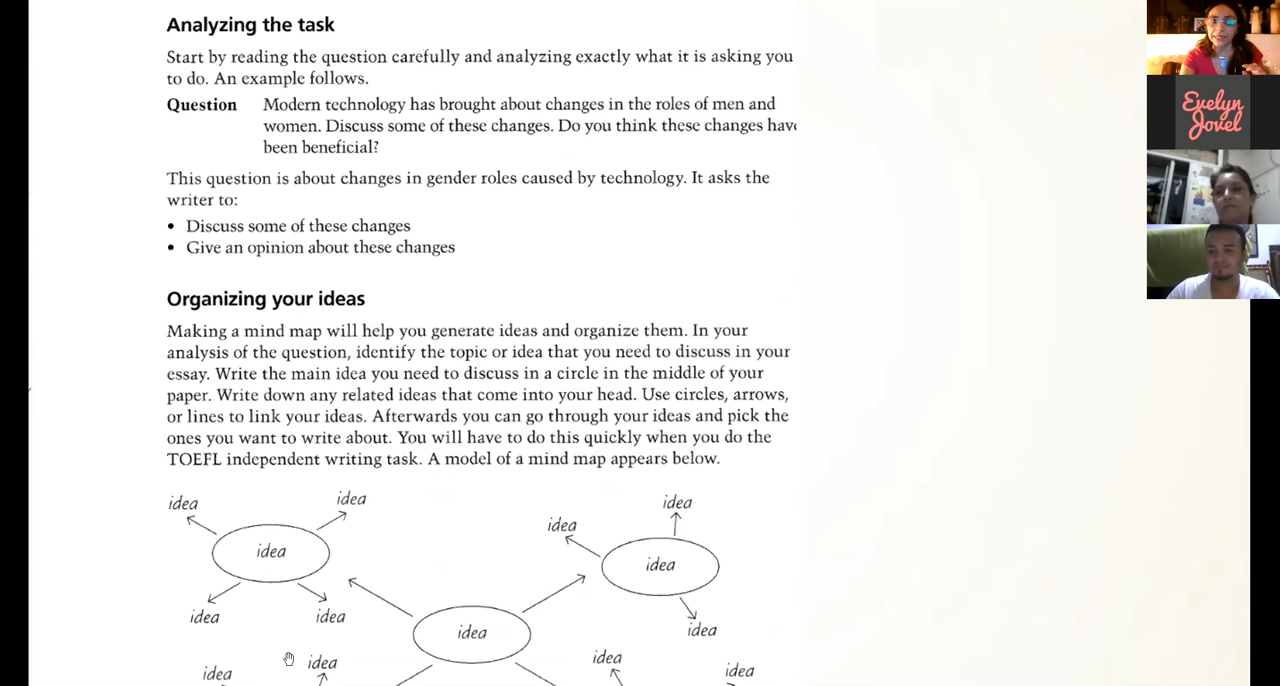 Analyzing the task
Start by reading the question carefully and analyzing exactly what it is asking you
to do. An example follows.
Question Modern technology has brought about changes in the roles of men and
women. Discuss some of these changes. Do you think these changes have
been beneficial?
This question is about changes in gender roles caused by technology. It asks the
writer to:
• Discuss some of these changes
• Give an opinion about these changes
Organizing your ideas
Making a mind map will help you generate ideas and organize them. In your
analysis of the question, identify the topic or idea that you need to discuss in your
essay. Write the main idea you need to discuss in a circle in the middle of your
paper. Write down any related ideas that come into your head. Use circles, arrows,
or lines to link your ideas. Afterwards you can go through your ideas and pick the
ones you want to write about. You will have to do this quickly when you do the
TOEFL independent writing task. A model of a mind map appears below.
idea
idea
idea
idea
idea
idea
idea
idea
idea
idea
idea
idea
idea
idea
Evelyn
Jovel